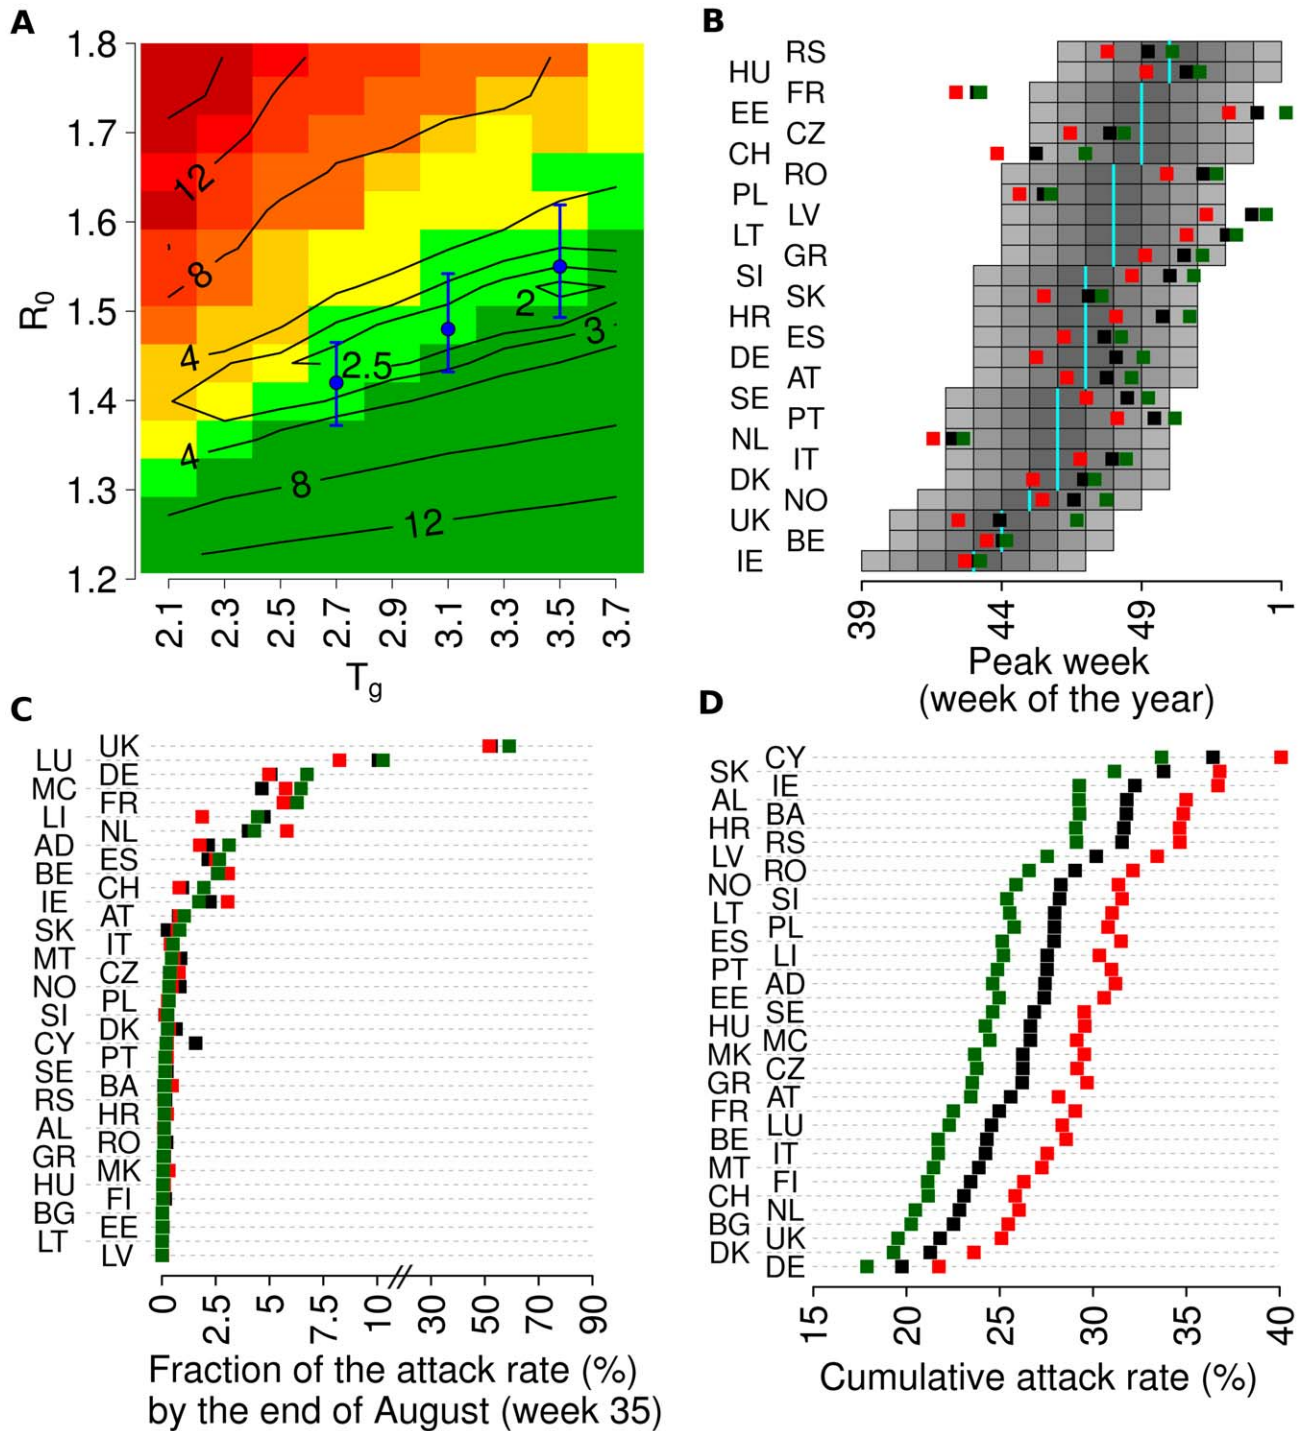 A
B
1.8
1.7
1.6
1.5
1.4
1.3
1.2
R0
12
8
4
2
3
2.5
4
8
12
2.1
2.3
2.5
2.7
2.9
3.1
3.3
3.5
3.7
Tg
RS
HU
FR
EE
CZ
CH
RO
PL
LV
LT
GR
SI
SK
HR
ES
DE
AT
SE
PT
NL
IT
DK
NO
UK
BE
IE
39
44
49
1
Peak week
(week of the year)
C
D
UK
LU
DE
MC
FR
LI
NL
AD
ES
BE
CH
IE
AT
SK
IT
MT
CZ
NO
PL
SI
DK
CY
PT
SE
BA
RS
HR
AL
RO
GR
MK
HU
FI
BG
EE
LT
LV
0
2.5
5
7.5
10
30
50
70
90
Fraction of the attack rate (%)
by the end of August (week 35)
CY
SK
IE
AL
BA
HR
RS
LV
RO
NO
SI
LT
PL
ES
LI
PT
AD
EE
SE
HU
MC
MK
CZ
GR
AT
FR
LU
BE
IT
MT
FI
CH
NL
BG
UK
DK
DE
15
20
25
30
35
40
Cumulative attack rate (%)